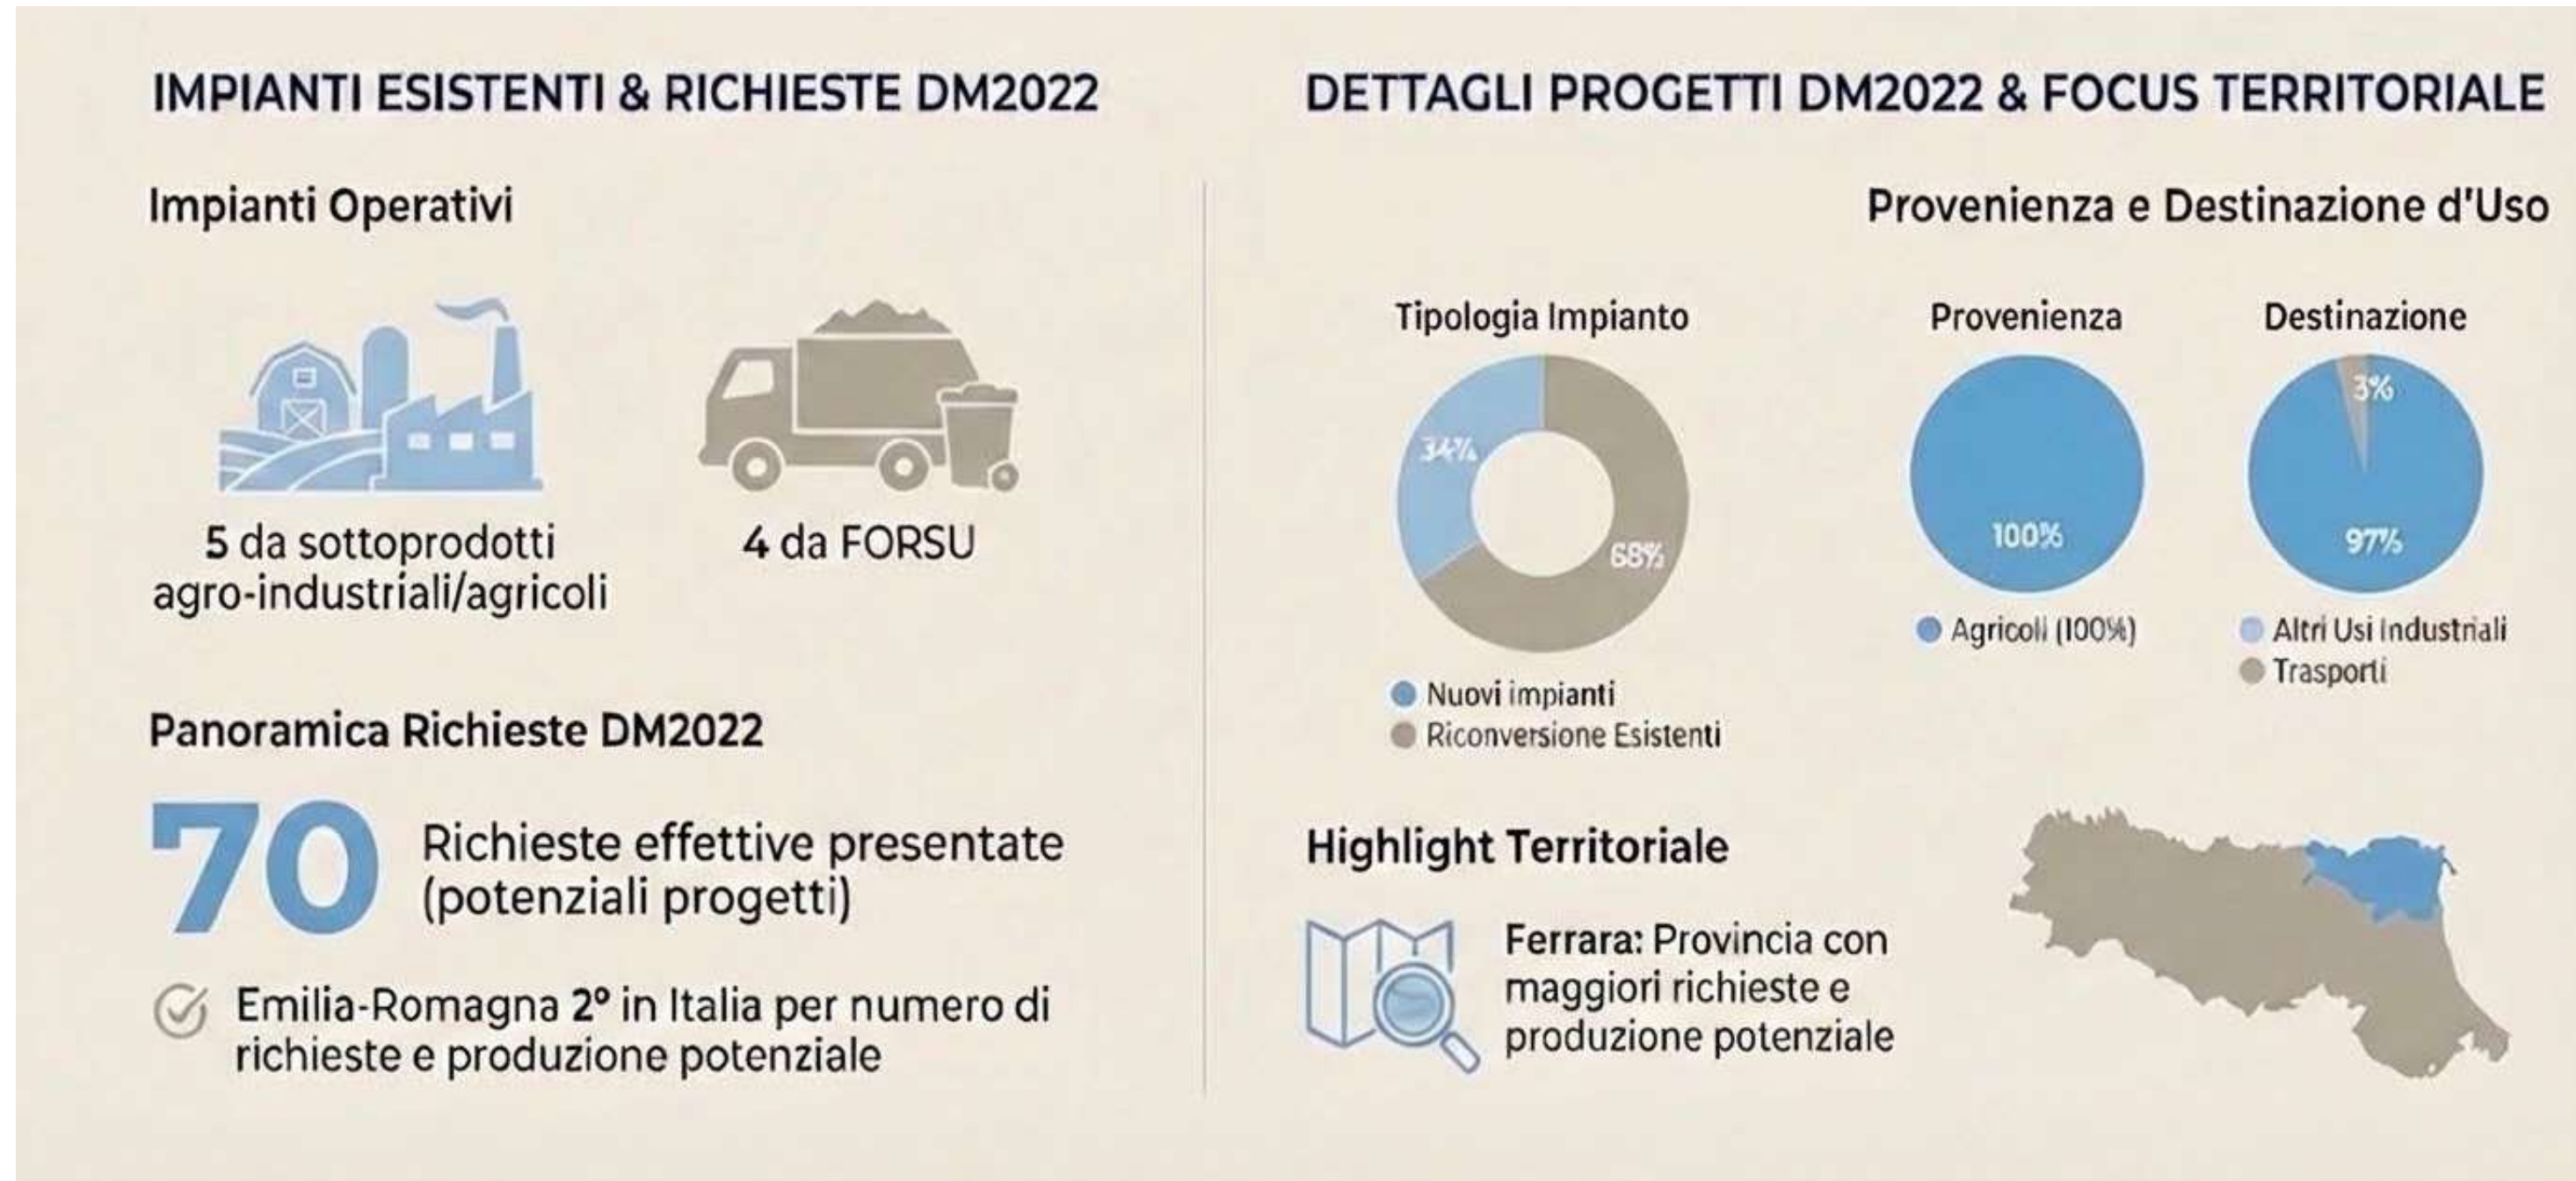 IMPIANTI ESISTENTI & RICHIESTE DM2022
Impianti Operativi
5 da sottoprodotti
agro-industriali/agricoli
4 da FORSU
Panoramica Richieste DM2022
70
Richieste effettive presentate
(potenziali progetti)
Emilia-Romagna 2º in Italia per numero di
richieste e produzione potenziale
DETTAGLI PROGETTI DM2022 & FOCUS TERRITORIALE
Provenienza e Destinazione d'Uso
Tipologia Impianto
34%
68%
Nuovi impianti
Riconversione Esistenti
Provenienza
100%
Agricoli (100%)
Destinazione
3%
97%
Altri Usi Industriali
Trasporti
Highlight Territoriale
Ferrara: Provincia con
maggiori richieste e
produzione potenziale